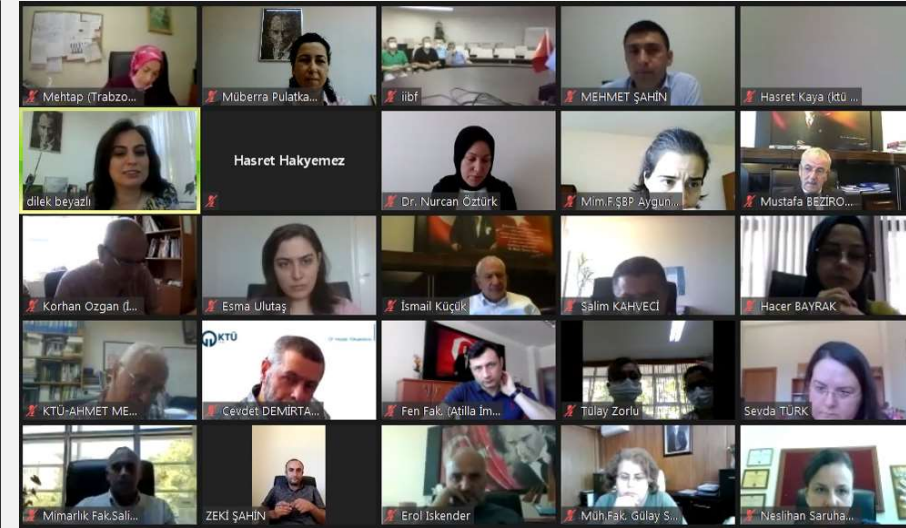 Mehtap (Trabzo...
Müberra Pulatka...
iibf
MEHMET ŞAHİN
Hasret Kaya (ktü ...
dilek beyazlı
Hasret Hakyemez
Dr. Nurcan Öztürk
Mim.F.ŞBP Aygun...
Mustafa BEZİRO...
Korhan Ozgan (İ...
Esma Ulutaş
İsmail Küçük
Salim KAHVECİ
Hacer BAYRAK
KTÜ-AHMET ME...
KTÜ
Cevdet DEMİRTA...
Fen Fak. (Atilla İm...
Tülay Zorlu
Sevda TÜRK
Mimarlık Fak.Sali...
ZEKİ ŞAHİN
Erol İskender
Müh.Fak. Gülay S...
Neslihan Saruha...